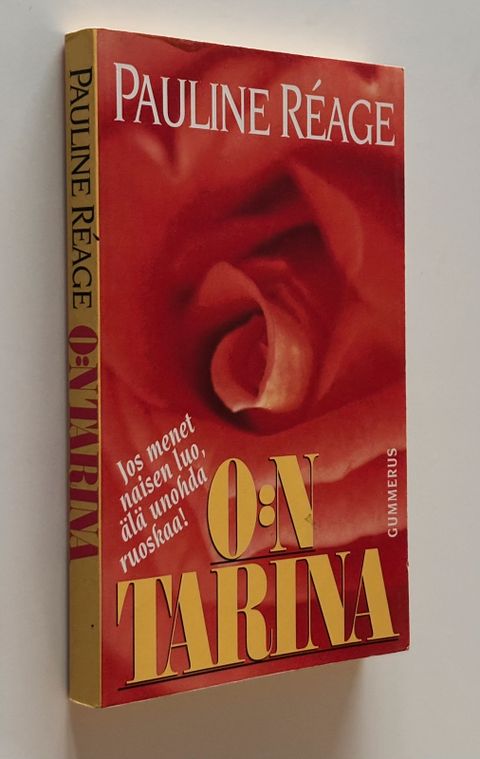 PAULINE RÉAGE
Jos menet
naisen luo,
älä unohda
ruoskaa!
O:N
TARINA
GUMMERUS
PAULINE RÉAGE O:N TARINA